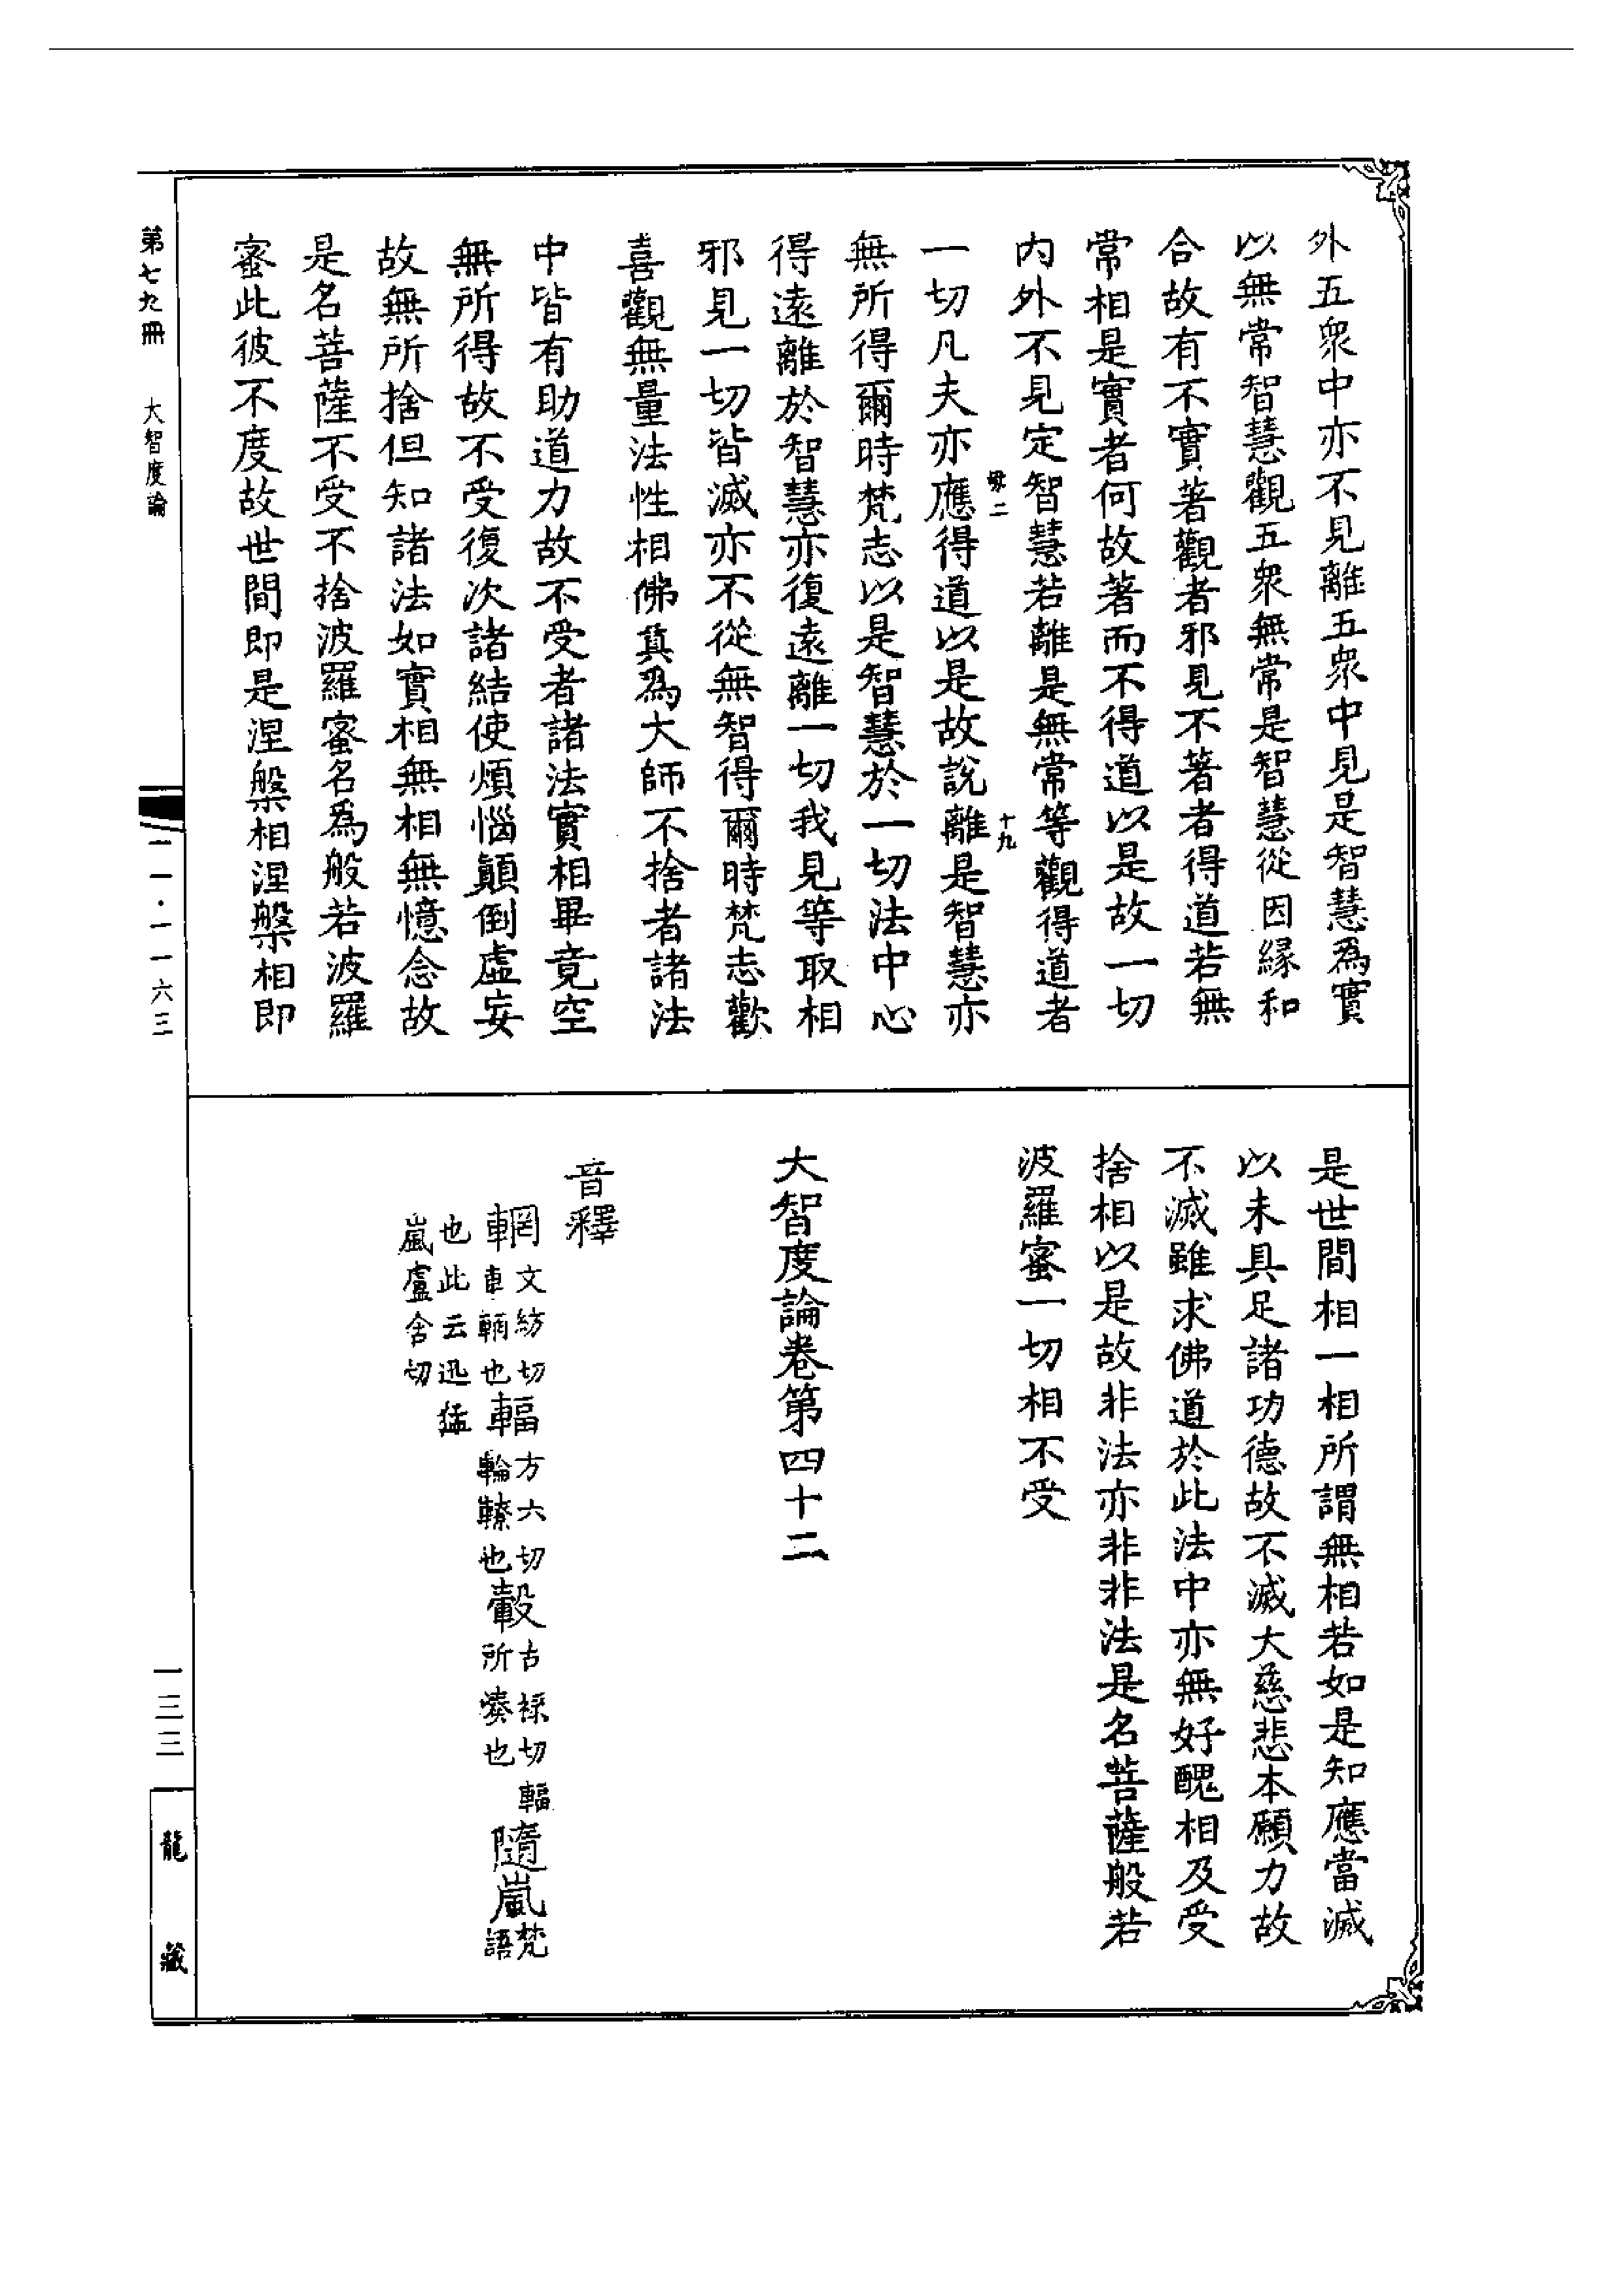 外五衆中亦不見離五衆中見是智慧爲實
以無常智慧觀五衆無常是智慧從因緣和
合故有不實著觀者邪見不著者得道若無
常相是實者何故著而不得道以是故一切
内外不見定智慧若離是無常等觀得道者
一切凡夫亦應得道以是故說離是智慧亦
無所得爾時梵志以是智慧於一切法中心
得遠離於智慧亦復遠離一切我見等取相
邪見一切皆滅亦不從無智得爾時梵志歡
喜觀無量法性相佛真爲大師不捨者諸法
中皆有助道力故不受者諸法實相畢竟空
無所得故不受復次諸結使煩惱顛倒虛妄
故無所捨但知諸法如實相無相無憶念故
是名菩薩不受不捨波羅蜜名爲般若波羅
蜜此彼不度故世間即是涅槃相涅槃相即
是世間相一相所謂無相若如是知應當滅
以未具足諸功德故不滅大慈悲本願力故
不滅雖求佛道於此法中亦無好醜相及受
捨相以是故非法亦非非法是名菩薩般若
波羅蜜一切相不受
大智度論卷第四十二
音釋
輞文紡切車輞也輻方六切輪轑也轂古祿切輻所湊也隨嵐梵語
也此云迅猛嵐盧含切
二
十九
第七九冊 大智度論
一一·一一六三
一三三
龍藏